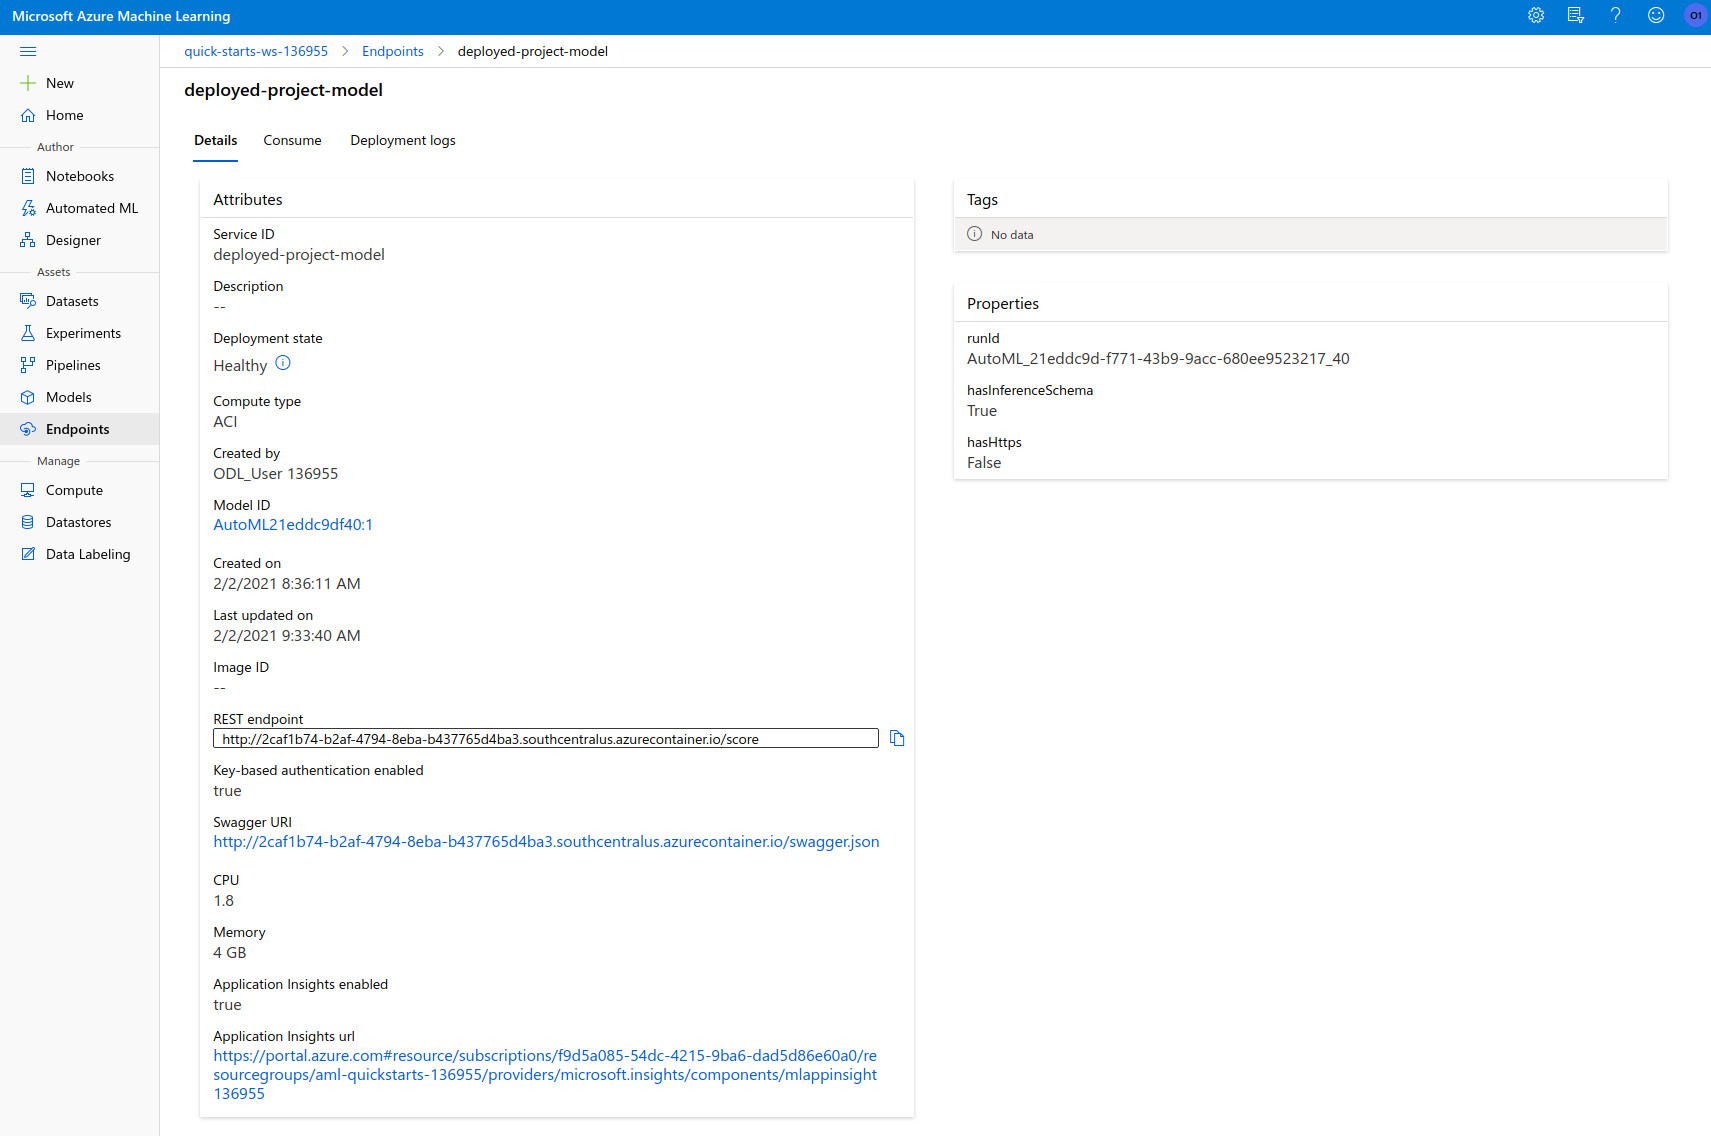 Microsoft Azure Machine Learning
O1
quick-starts-ws-136955 > Endpoints > deployed-project-model
New
Home
Author
Notebooks
Automated ML
Designer
Assets
Datasets
Experiments
Pipelines
Models
Endpoints
Manage
Compute
Datastores
Data Labeling
deployed-project-model
Details Consume Deployment logs
Attributes
Service ID
deployed-project-model
Description
--
Deployment state
Healthy
Compute type
ACI
Created by
ODL_User 136955
Model ID
AutoML21eddc9df40:1
Created on
2/2/2021 8:36:11 AM
Last updated on
2/2/2021 9:33:40 AM
Image ID
--
REST endpoint
http://2caf1b74-b2af-4794-8eba-b437765d4ba3.southcentralus.azurecontainer.io/score
Key-based authentication enabled
true
Swagger URI
http://2caf1b74-b2af-4794-8eba-b437765d4ba3.southcentralus.azurecontainer.io/swagger.json
CPU
1.8
Memory
4 GB
Application Insights enabled
true
Application Insights url
https://portal.azure.com#resource/subscriptions/f9d5a085-54dc-4215-9ba6-dad5d86e60a0/re
sourcegroups/aml-quickstarts-136955/providers/microsoft.insights/components/mlappinsight
136955
Tags
No data
Properties
runId
AutoML_21eddc9d-f771-43b9-9acc-680ee9523217_40
hasInferenceSchema
True
hasHttps
False